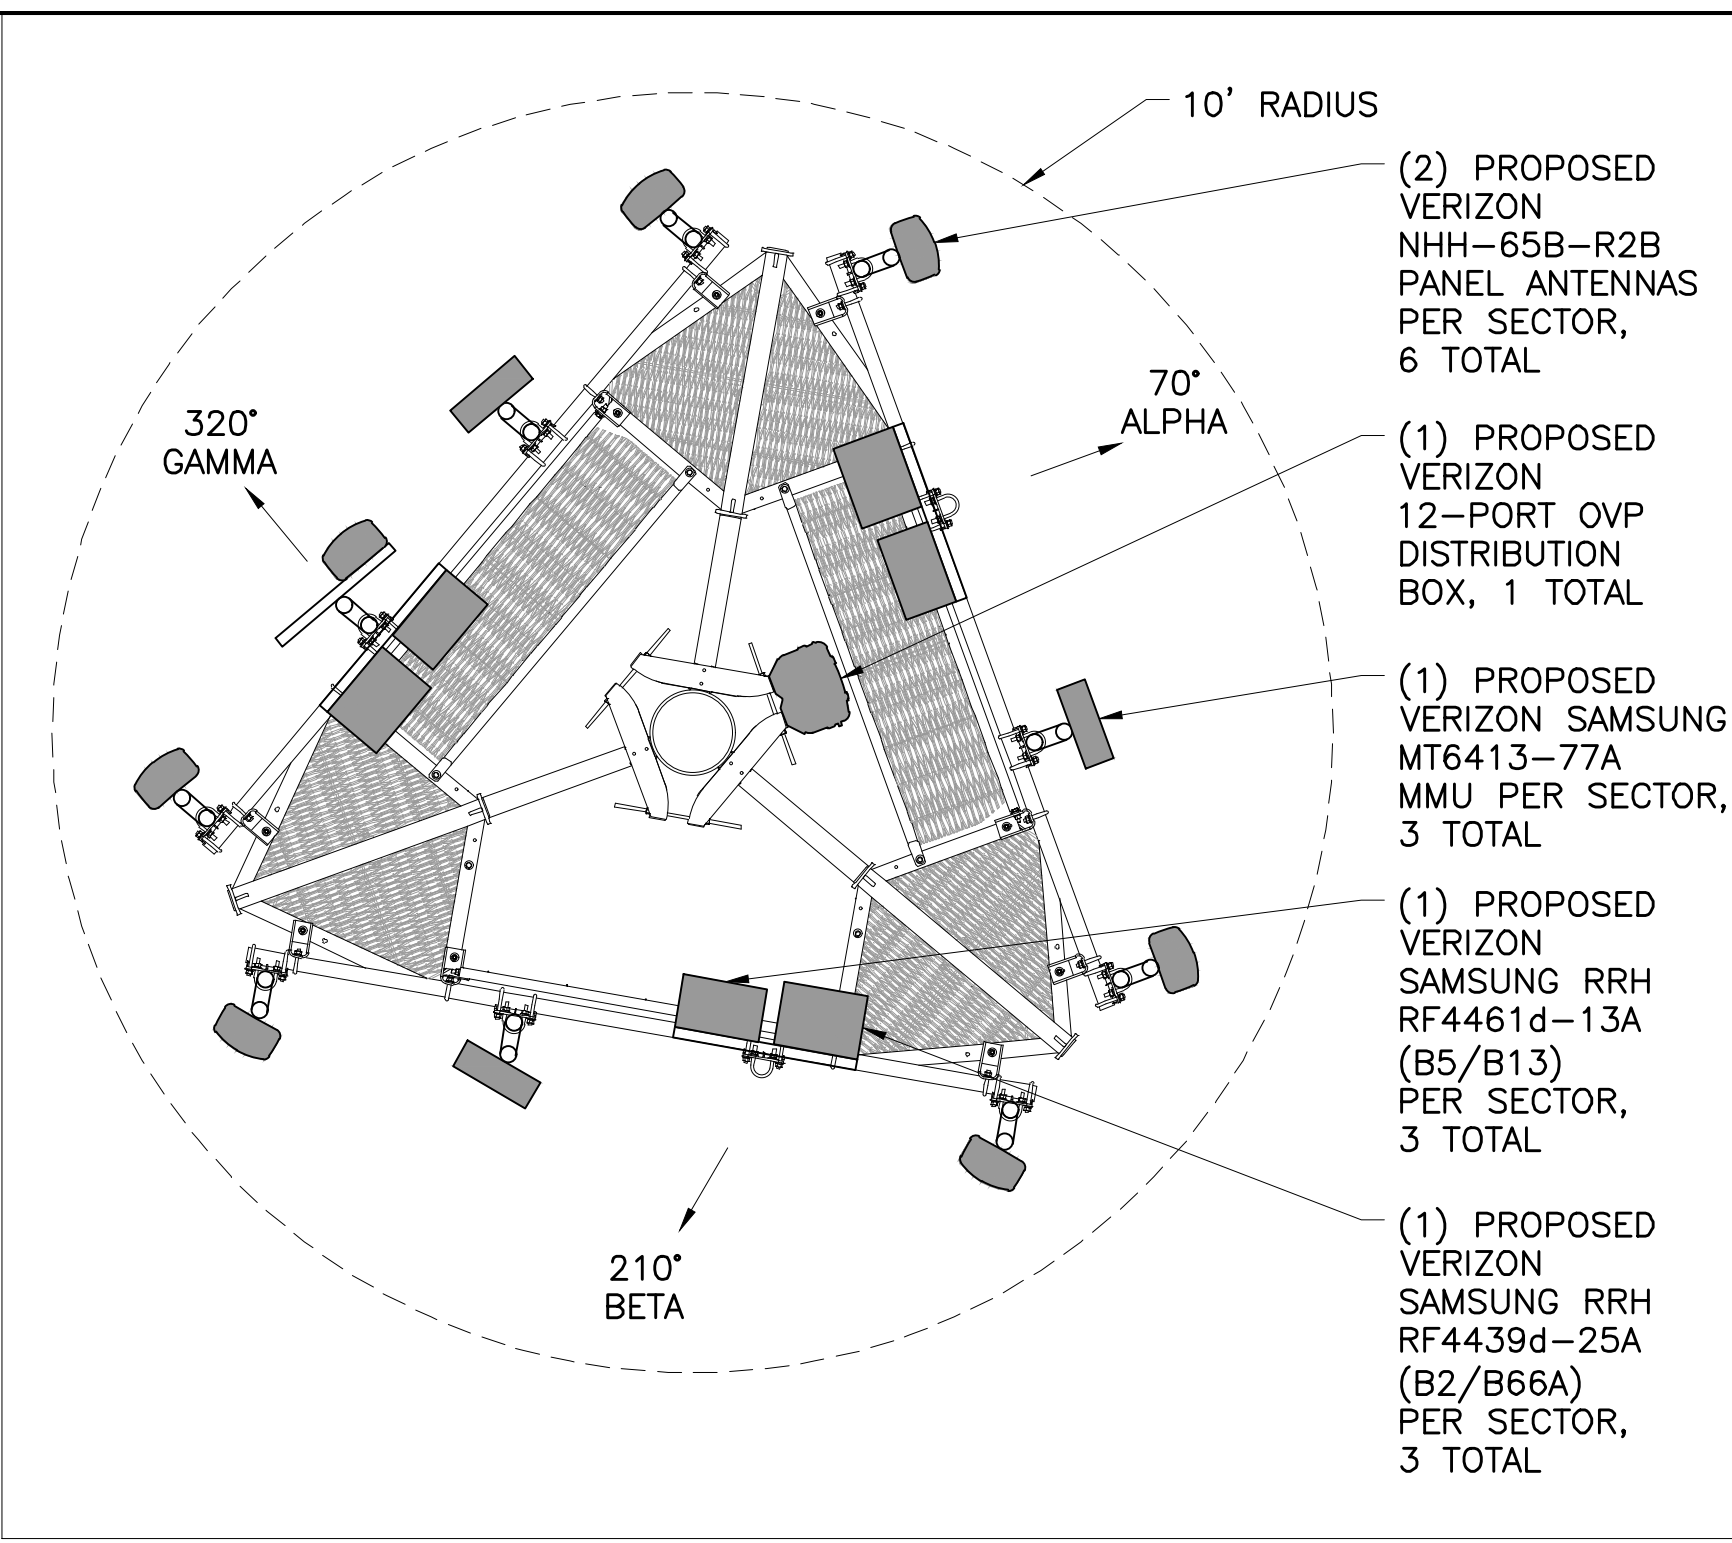 10' RADIUS
(2) PROPOSED
VERIZON
NHH-65B-R2B
PANEL ANTENNAS
PER SECTOR,
6 TOTAL
70°
ALPHA
320°
GAMMA
(1) PROPOSED
VERIZON
12-PORT OVP
DISTRIBUTION
BOX, 1 TOTAL
(1) PROPOSED
VERIZON SAMSUNG
MT6413-77A
MMU PER SECTOR,
3 TOTAL
(1) PROPOSED
VERIZON
SAMSUNG RRH
RF4461d-13A
(B5/B13)
PER SECTOR,
3 TOTAL
(1) PROPOSED
VERIZON
SAMSUNG RRH
RF4439d-25A
(B2/B66A)
PER SECTOR,
3 TOTAL
210°
BETA